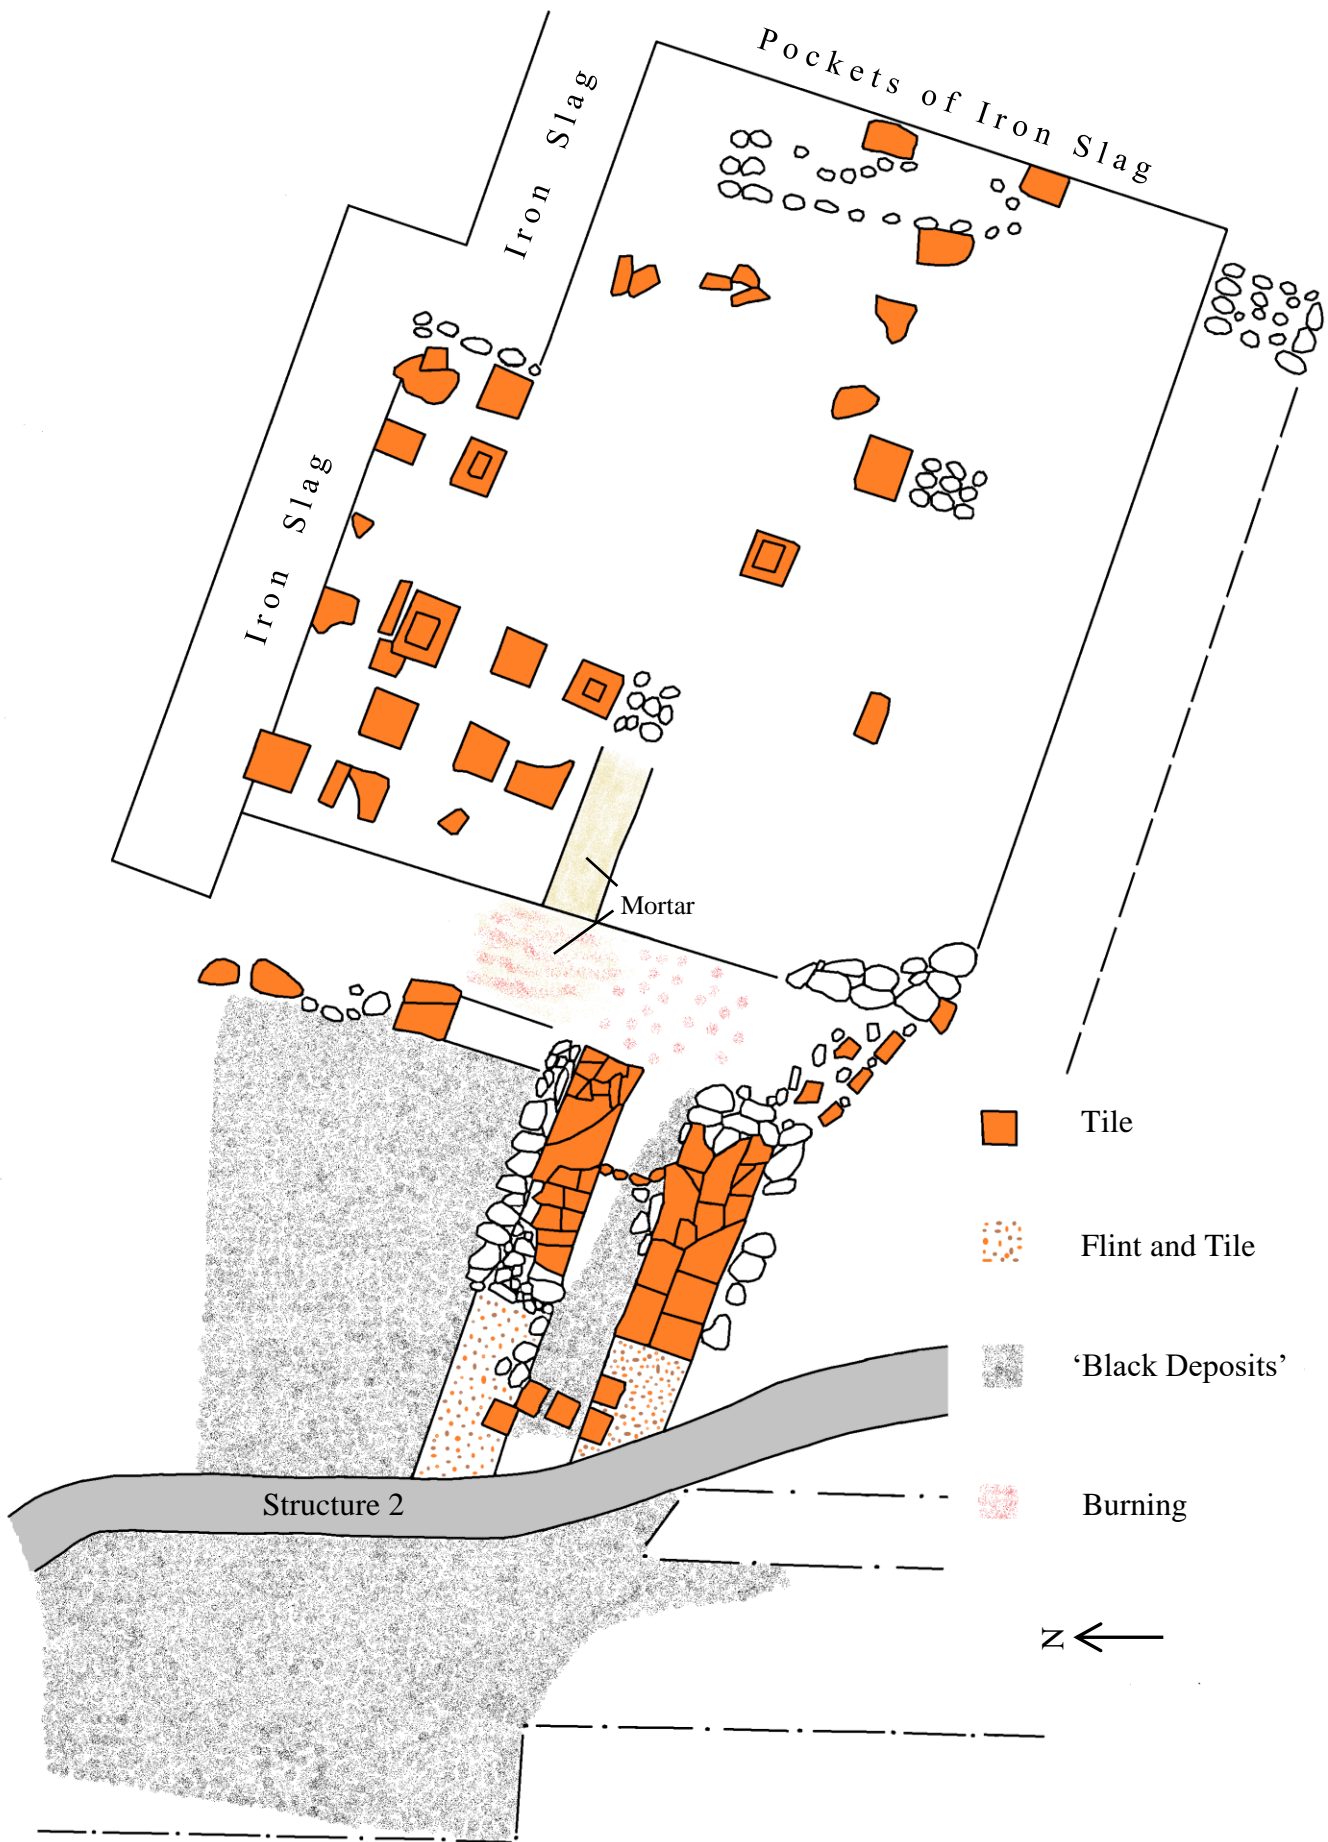 Pockets of Iron Slag
Iron Slag
Iron Slag
Mortar
Tile
Flint and Tile
‘Black Deposits’
Structure 2
Burning
N